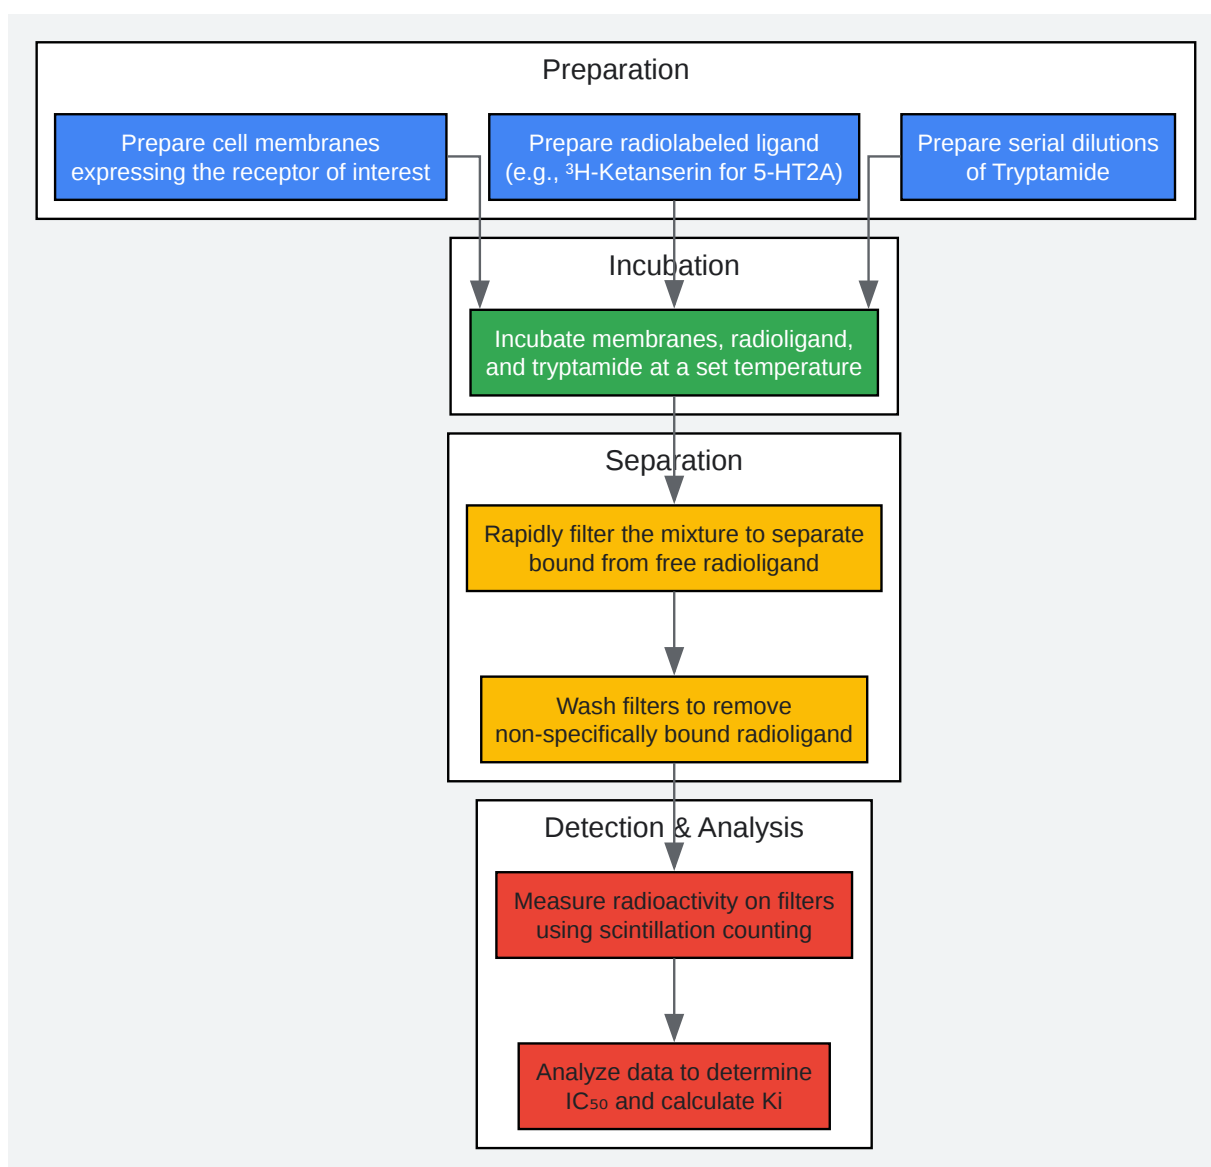 Preparation
Prepare cell membranes
expressing the receptor of interest
Prepare radiolabeled ligand
(e.g., ³H-Ketanserin for 5-HT2A)
Prepare serial dilutions
of Tryptamide
Incubation
Incubate membranes, radioligand,
and tryptamide at a set temperature
Separation
Rapidly filter the mixture to separate
bound from free radioligand
Wash filters to remove
non-specifically bound radioligand
Detection & Analysis
Measure radioactivity on filters
using scintillation counting
Analyze data to determine
IC₅₀ and calculate Ki